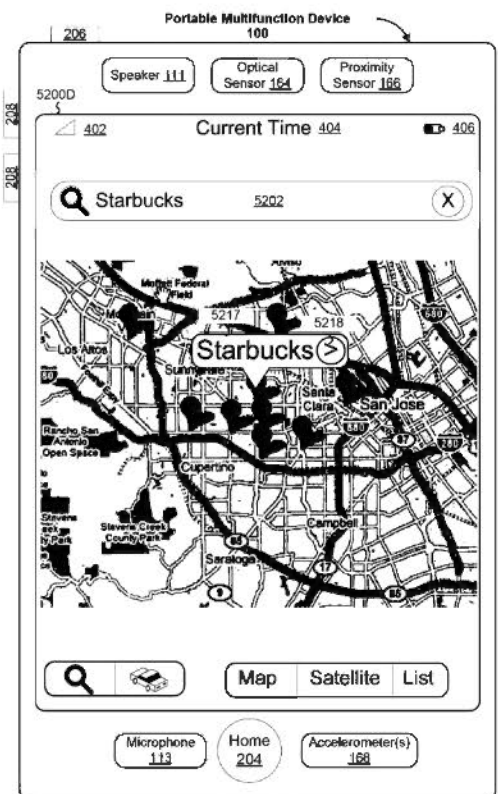 Portable Multifunction Device
100
206
Speaker 111
Optical
Sensor 164
Proximity
Sensor 166
5200D
208
208
402
Current Time 404
406
Starbucks
5202
X
Moffett Federal
Field
Mountain
5217
5218
Los Altos
Starbucks
680
Santa
Clara
San Jose
880
87
280
Rancho San
Antonio
Open Space
Cupertino
Stevens Creek
County Park
Campbell
85
Saratoga
17
9
85
Map
Satellite
List
Microphone
113
Home
204
Accelerometer(s)
168